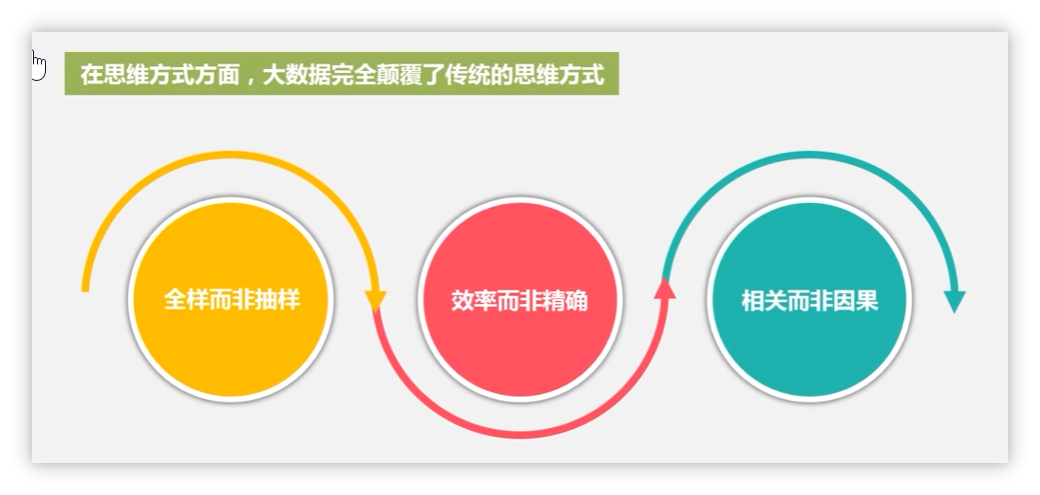 在思维方式方面，大数据完全颠覆了传统的思维方式
全样而非抽样
效率而非精确
相关而非因果